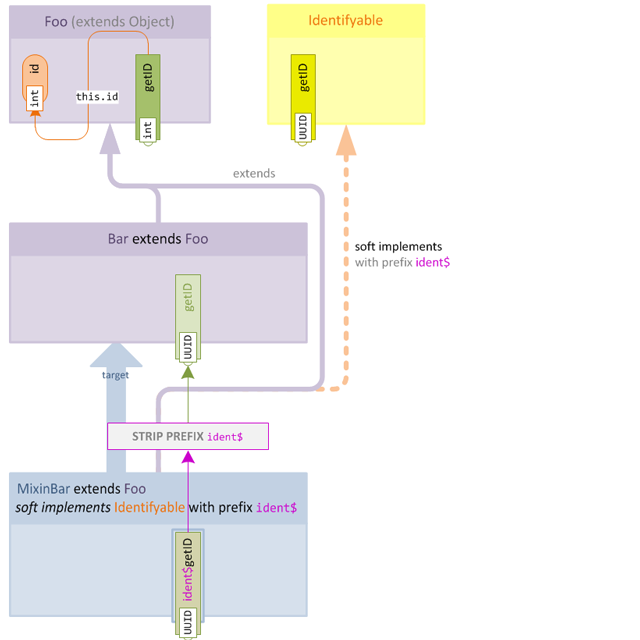 Foo (extends Object)
Identifyable
id
int
this.id
getID
int
getID
UUID
extends
Bar extends Foo
soft implements
with prefix ident$
getID
UUID
target
STRIP PREFIX ident$
MixinBar extends Foo
soft implements Identifyable with prefix ident$
ident$getID
UUID